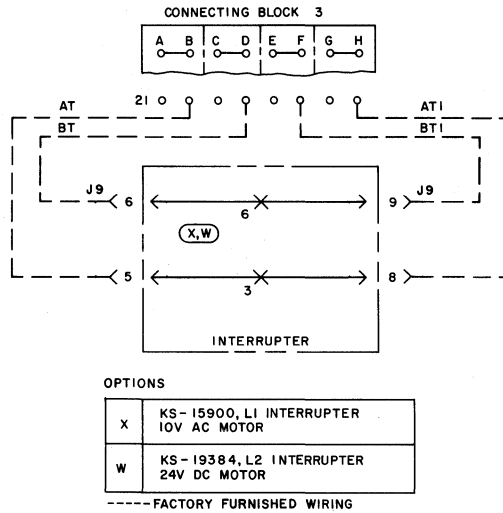 CONNECTING BLOCK 3
A B C D E F G H
21
AT AT1
BT BT1
J9 6 9 J9
6
X,W
5 8
3
INTERRUPTER
OPTIONS
X KS-15900, L1 INTERRUPTER
10V AC MOTOR
W KS-19384, L2 INTERRUPTER
24V DC MOTOR
-----FACTORY FURNISHED WIRING